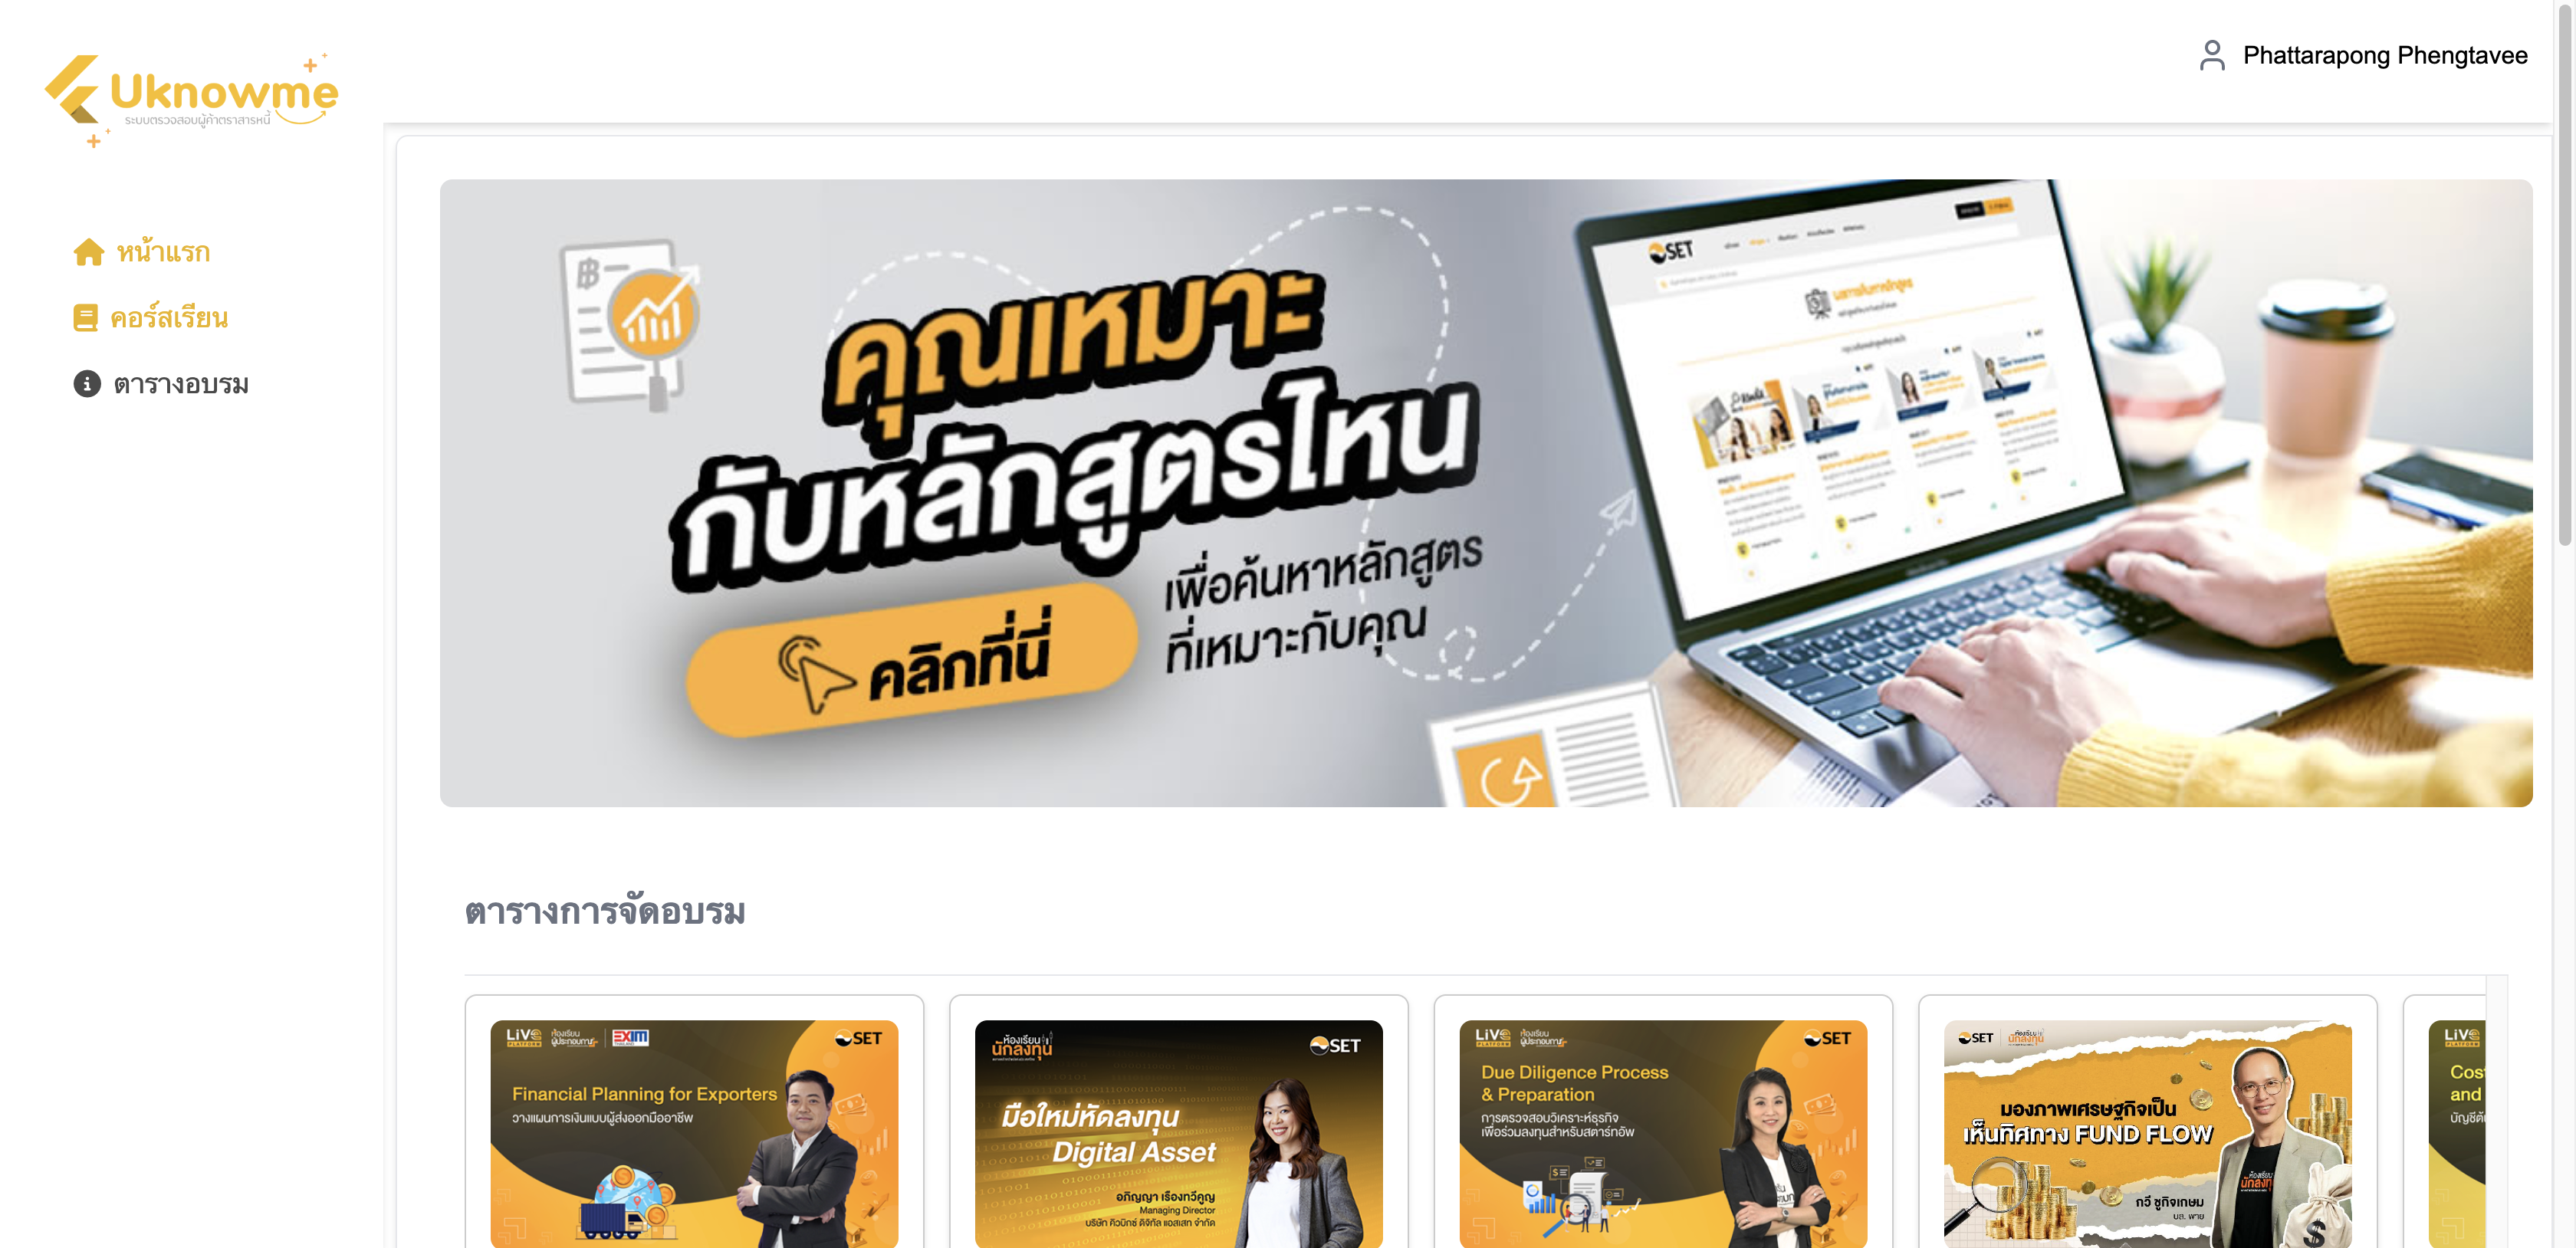 Uknowme
ระบบตรวจสอบผู้ค้าตราสารหนี้
Phattarapong Phengtavee
หน้าแรก
คอร์สเรียน
ตารางอบรม
คุณเหมาะ
กับหลักสูตรไหน
คลิกที่นี่
เพื่อค้นหาหลักสูตร
ที่เหมาะกับคุณ
SET
ตารางการจัดอบรม
LiVE PLATFORM
ห้องเรียน
ผู้ประกอบการ
EXIM
SET
Financial Planning for Exporters
วางแผนการเงินแบบผู้ส่งออกมืออาชีพ
ห้องเรียน
นักลงทุน
SET
มือใหม่หัดลงทุน
Digital Asset
อภิญญา เรืองทวีคูณ
Managing Director
บริษัท คิวบิกซ์ ดิจิทัล แอสเสท จำกัด
LiVE PLATFORM
ห้องเรียน
ผู้ประกอบการ
SET
Due Diligence Process
& Preparation
การตรวจสอบวิเคราะห์ธุรกิจ
เพื่อร่วมลงทุนสำหรับสตาร์ทอัพ
SET
ห้องเรียน
นักลงทุน
มองภาพเศรษฐกิจเป็น
เห็นทิศทาง FUND FLOW
กวี ชูกิจเกษม
บล. พาย
LiVE PLATFORM
Cos
and